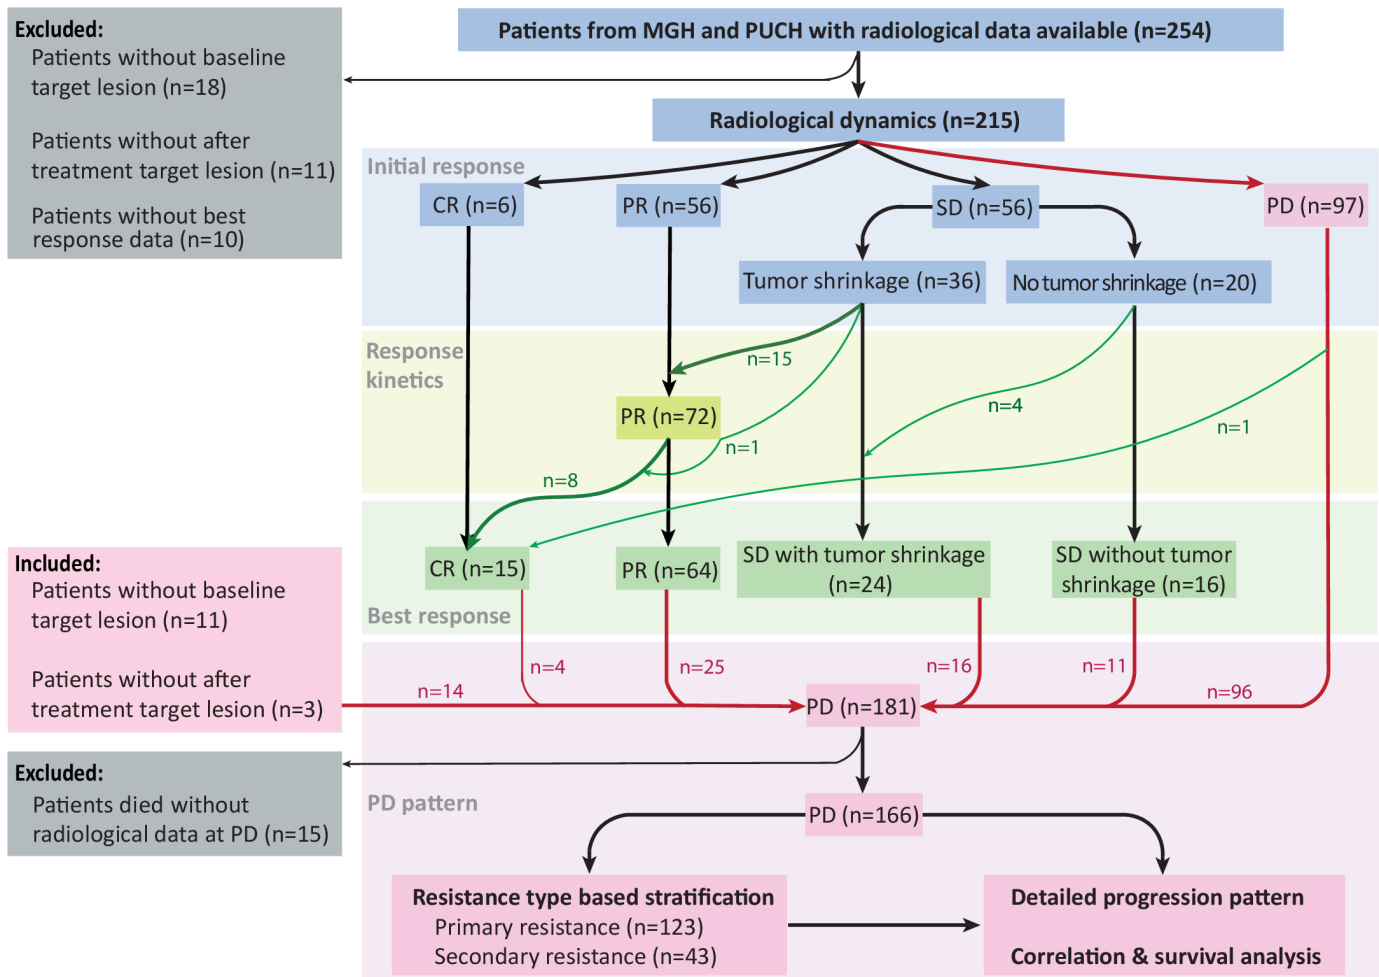 Excluded:
Patients without baseline
target lesion (n=18)
Patients without after
treatment target lesion (n=11)
Patients without best
response data (n=10)
Patients from MGH and PUCH with radiological data available (n=254)
Radiological dynamics (n=215)
Initial response
CR (n=6)
PR (n=56)
SD (n=56)
PD (n=97)
Tumor shrinkage (n=36)
No tumor shrinkage (n=20)
Response
kinetics
n=15
PR (n=72)
n=1
n=4
n=1
n=8
CR (n=15)
PR (n=64)
SD with tumor shrinkage
(n=24)
SD without tumor
shrinkage (n=16)
Best response
Included:
Patients without baseline
target lesion (n=11)
Patients without after
treatment target lesion (n=3)
n=14
n=4
n=25
n=16
n=11
n=96
PD (n=181)
Excluded:
Patients died without
radiological data at PD (n=15)
PD pattern
PD (n=166)
Resistance type based stratification
Primary resistance (n=123)
Secondary resistance (n=43)
Detailed progression pattern
Correlation & survival analysis